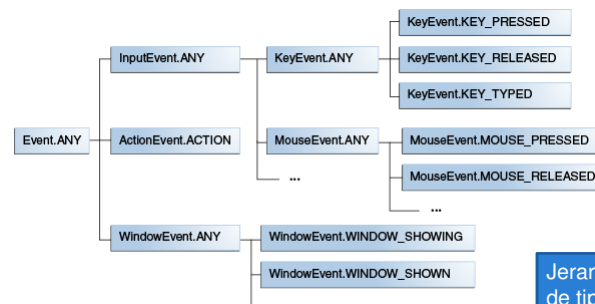 KeyEvent.KEY_PRESSED
InputEvent.ANY
KeyEvent.ANY
KeyEvent.KEY_RELEASED
KeyEvent.KEY_TYPED
Event.ANY
ActionEvent.ACTION
MouseEvent.ANY
MouseEvent.MOUSE_PRESSED
...
MouseEvent.MOUSE_RELEASED
...
WindowEvent.ANY
WindowEvent.WINDOW_SHOWING
WindowEvent.WINDOW_SHOWN
de